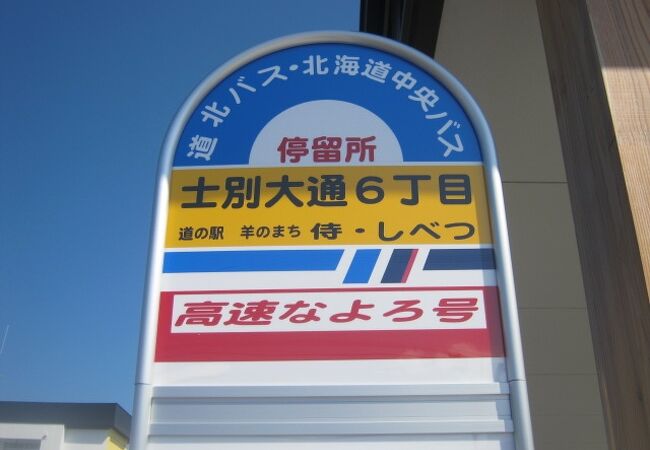 道北バス・北海道中央バス
停留所
士別大通6丁目
道の駅 羊のまち 侍・しべつ
高速なよろ号